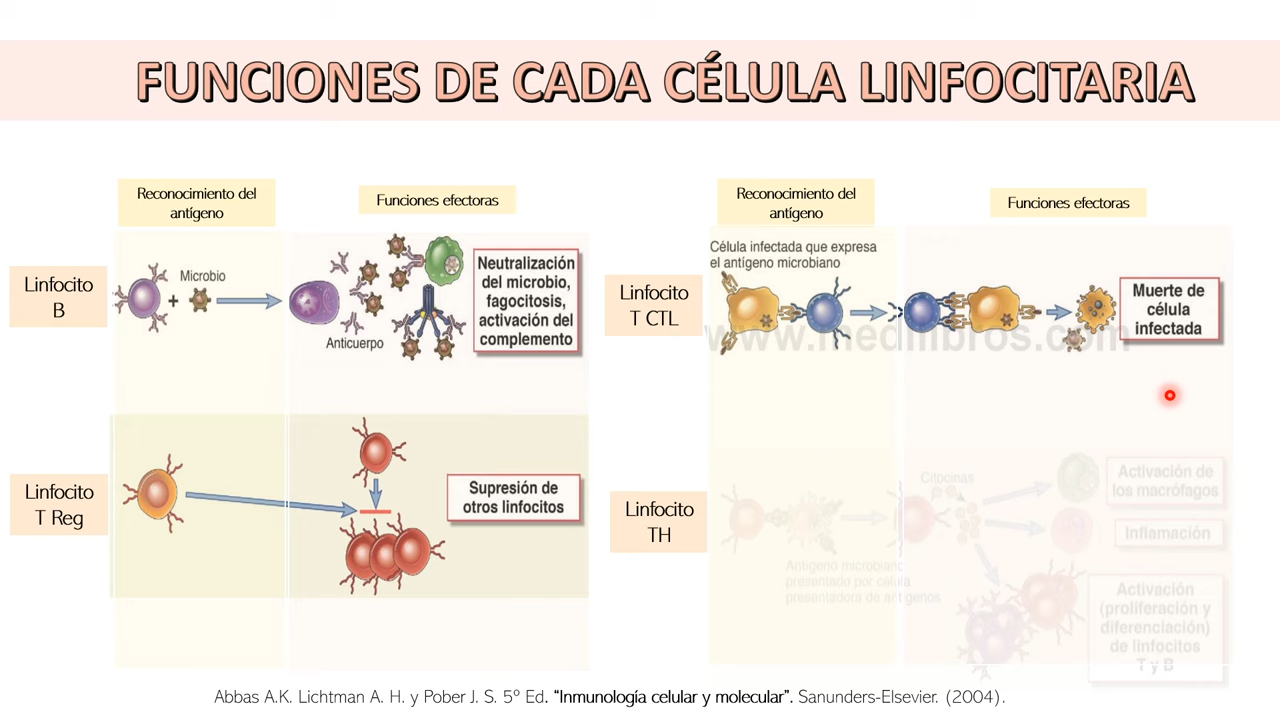 FUNCIONES DE CADA CÉLULA LINFOCITARIA
Reconocimiento del
antígeno
Funciones efectoras
Linfocito
B
Microbio
+
Anticuerpo
Neutralización
del microbio,
fagocitosis,
activación del
complemento
Linfocito
T Reg
Supresión de
otros linfocitos
Reconocimiento del
antígeno
Funciones efectoras
Célula infectada que expresa
el antígeno microbiano
Linfocito
T CTL
Muerte de
célula
infectada
www.medilibros.com
Linfocito
TH
Antígeno microbiano
presentado por célula
presentadora de antígenos
Citocinas
Activación de
los macrófagos
Inflamación
Activación
(proliferación y
diferenciación)
de linfocitos
T y B
Abbas A.K. Lichtman A. H. y Pober J. S. 5º Ed. “Inmunología celular y molecular”. Sanunders-Elsevier. (2004).